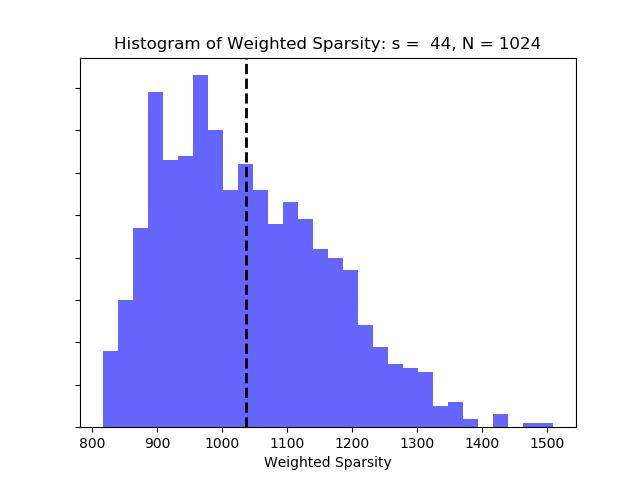 Histogram of Weighted Sparsity: s =  44, N = 1024
800 900 1000 1100 1200 1300 1400 1500
Weighted Sparsity